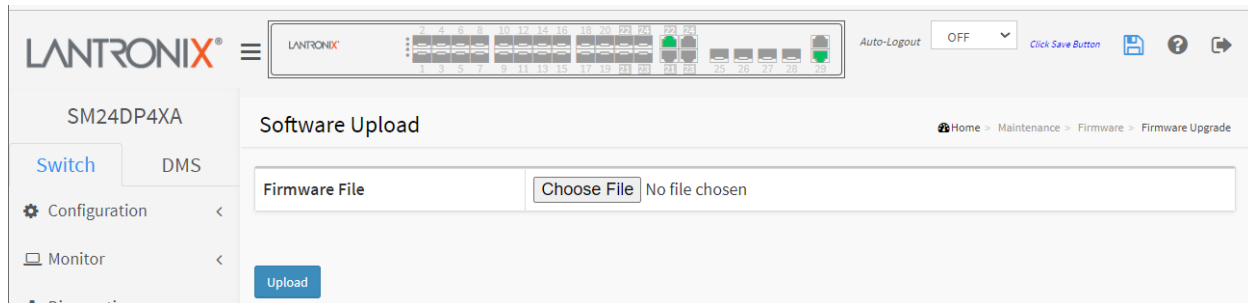 LANTRONIX®
LANTRONIX®
2 4 6 8 10 12 14 16 18 20 22 24 22 24
1 3 5 7 9 11 13 15 17 19 21 23 21 23 25 26 27 28 29
Auto-Logout OFF Click Save Button
SM24DP4XA
Switch DMS
Configuration
Monitor
Software Upload
Home > Maintenance > Firmware > Firmware Upgrade
Firmware File Choose File No file chosen
Upload